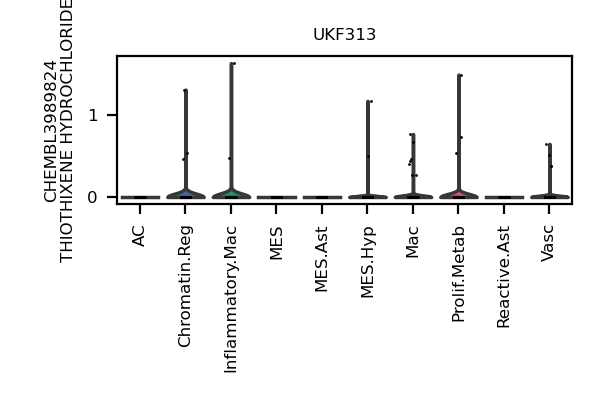 UKF313
CHEMBL3989824
THIOTHIXENE HYDROCHLORIDE
1
0
AC
Chromatin.Reg
Inflammatory.Mac
MES
MES.Ast
MES.Hyp
Mac
Prolif.Metab
Reactive.Ast
Vasc